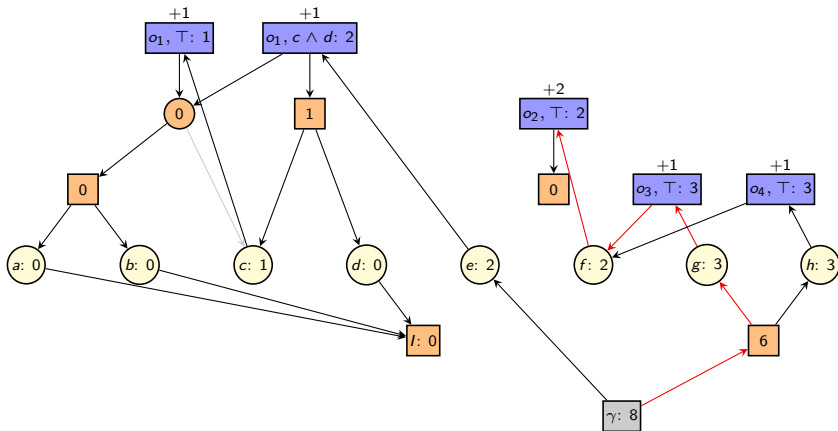 +1 +1
o₁, ⊤: 1 o₁, c ∧ d: 2
+2
0 1 o₂, ⊤: 2
+1 +1
0 0 o₃, ⊤: 3 o₄, ⊤: 3
a: 0 b: 0 c: 1 d: 0 e: 2 f: 2 g: 3 h: 3
I: 0 6
γ: 8